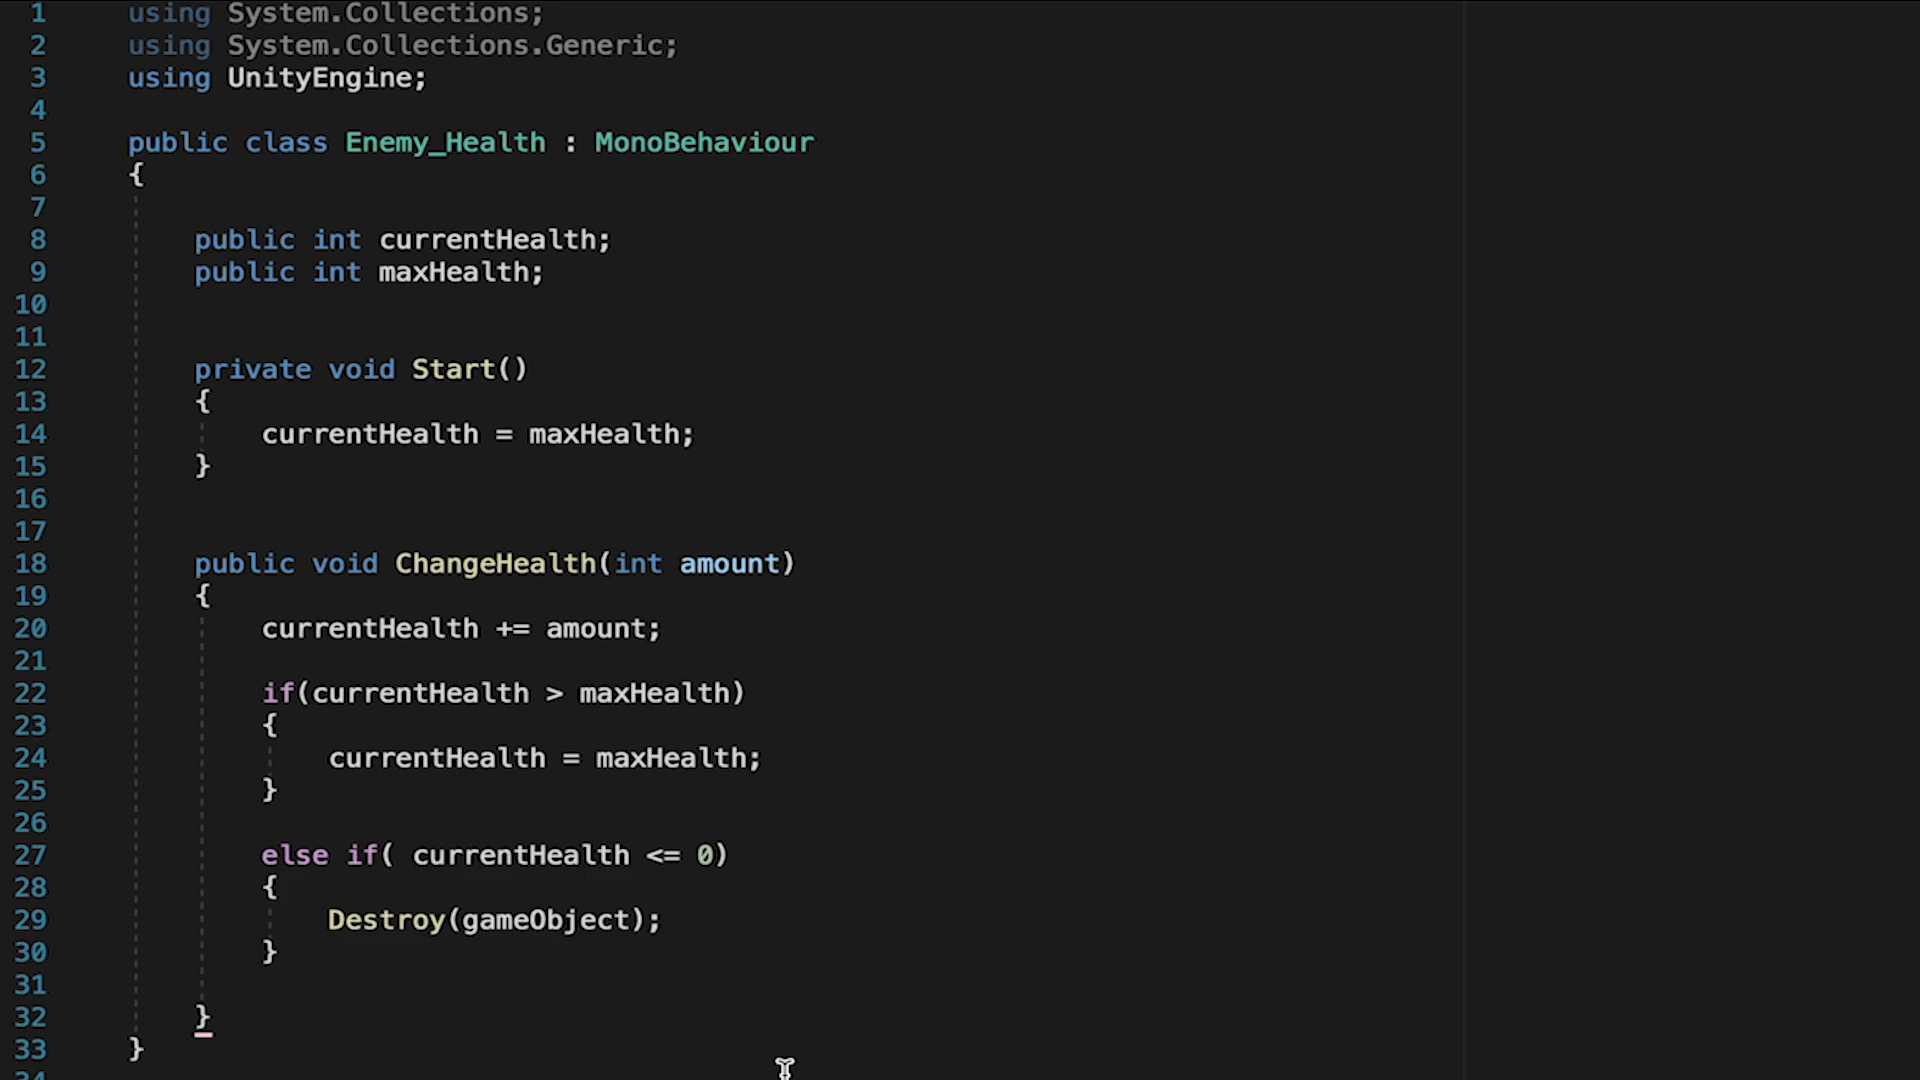 1 using System.Collections;
2 using System.Collections.Generic;
3 using UnityEngine;
4
5 public class Enemy_Health : MonoBehaviour
6 {
7
8 public int currentHealth;
9 public int maxHealth;
10
11
12 private void Start()
13 {
14 currentHealth = maxHealth;
15 }
16
17
18 public void ChangeHealth(int amount)
19 {
20 currentHealth += amount;
21
22 if(currentHealth > maxHealth)
23 {
24 currentHealth = maxHealth;
25 }
26
27 else if( currentHealth <= 0)
28 {
29 Destroy(gameObject);
30 }
31
32 }
33 }
34